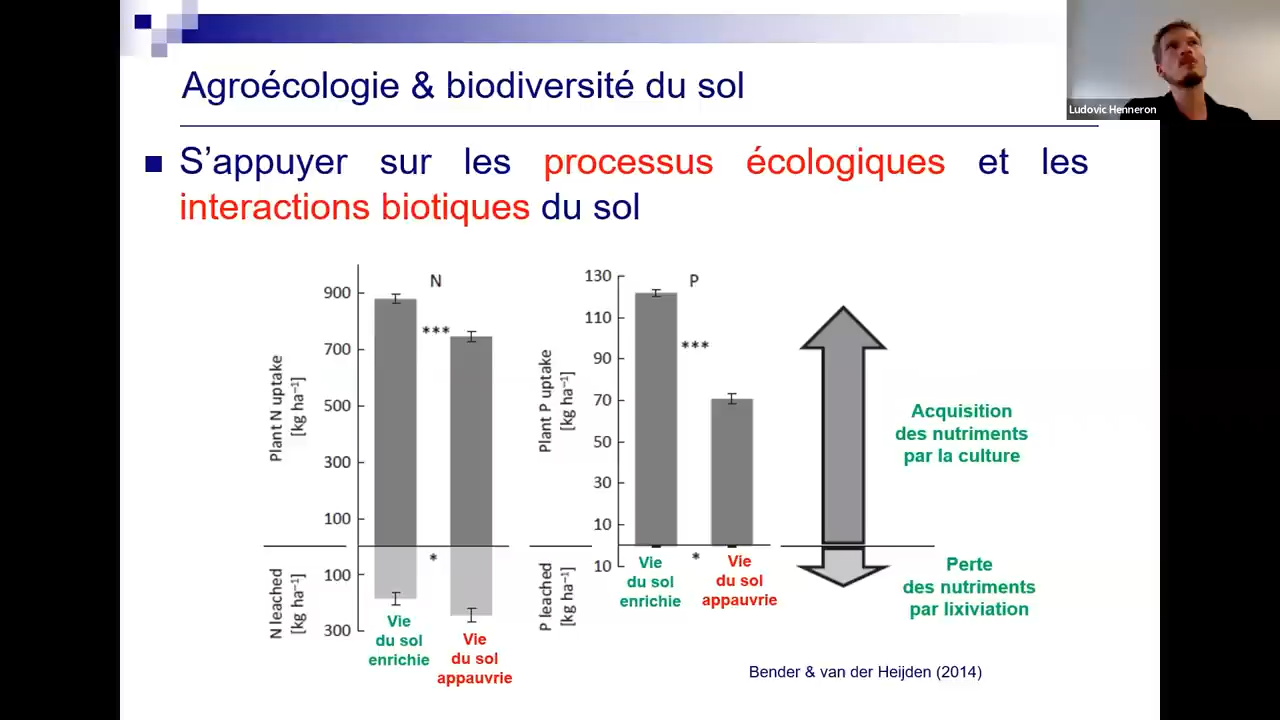 Ludovic Henneron
Agroécologie & biodiversité du sol
S'appuyer sur les processus écologiques et les
interactions biotiques du sol
N
900
700
500
300
100
100
300
Plant N uptake
[kg ha⁻¹]
N leached
[kg ha⁻¹]
***
*
Vie
du sol
enrichie
Vie
du sol
appauvrie
P
130
110
90
70
50
30
10
10
Plant P uptake
[kg ha⁻¹]
P leached
[kg ha⁻¹]
***
*
Vie
du sol
enrichie
Vie
du sol
appauvrie
Acquisition
des nutriments
par la culture
Perte
des nutriments
par lixiviation
Bender & van der Heijden (2014)